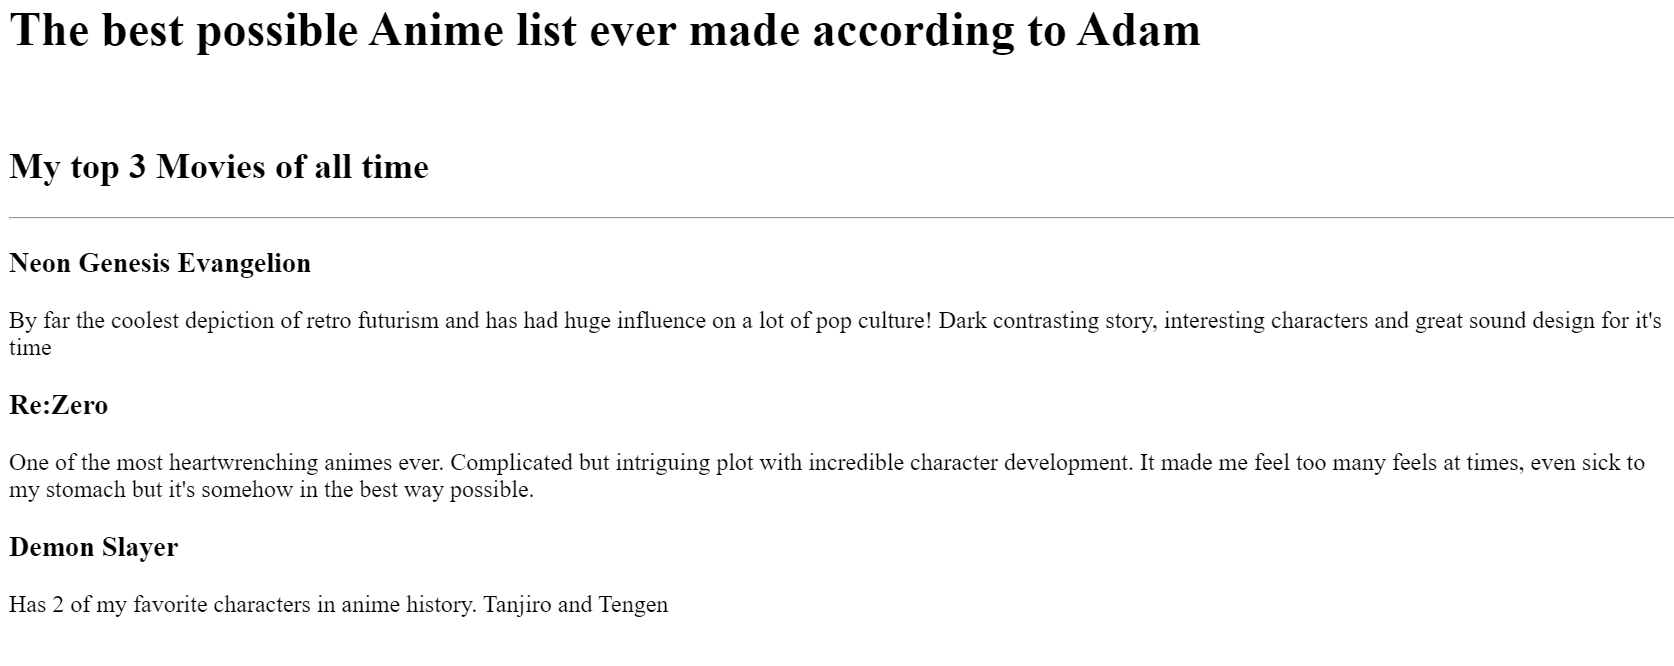 The best possible Anime list ever made according to Adam
My top 3 Movies of all time
Neon Genesis Evangelion
By far the coolest depiction of retro futurism and has had huge influence on a lot of pop culture! Dark contrasting story, interesting characters and great sound design for it's
time
Re:Zero
One of the most heartwrenching animes ever. Complicated but intriguing plot with incredible character development. It made me feel too many feels at times, even sick to
my stomach but it's somehow in the best way possible.
Demon Slayer
Has 2 of my favorite characters in anime history. Tanjiro and Tengen